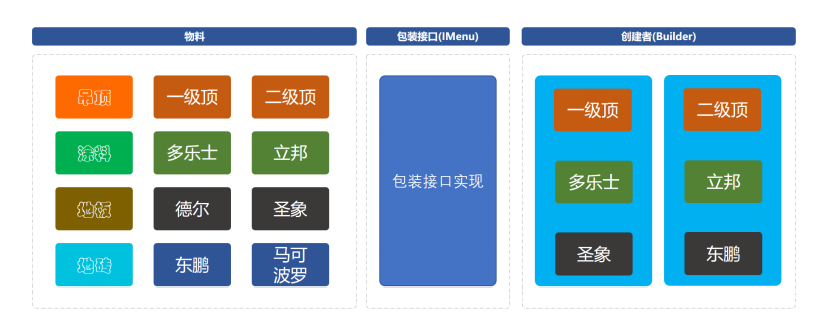 物料
包装接口(IMenu)
创建者(Builder)
吊顶
一级顶
二级顶
涂料
多乐士
立邦
地板
德尔
圣象
地砖
东鹏
马可
波罗
包装接口实现
一级顶
二级顶
多乐士
立邦
圣象
东鹏